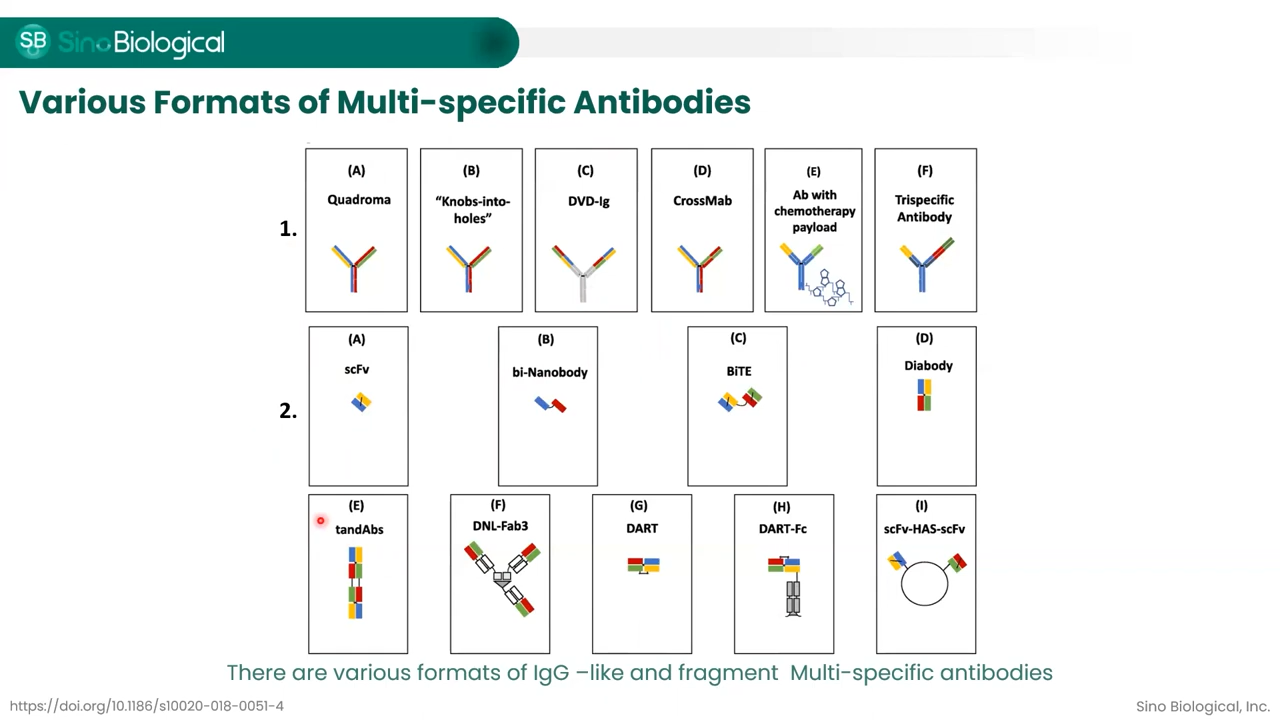 SB SinoBiological
Various Formats of Multi-specific Antibodies
1.
(A)
Quadroma
(B)
“Knobs-into-
holes”
(C)
DVD-Ig
(D)
CrossMab
(E)
Ab with
chemotherapy
payload
(F)
Trispecific
Antibody
2.
(A)
scFv
(B)
bi-Nanobody
(C)
BiTE
(D)
Diabody
(E)
tandAbs
(F)
DNL-Fab3
(G)
DART
(H)
DART-Fc
(I)
scFv-HAS-scFv
There are various formats of IgG –like and fragment Multi-specific antibodies
https://doi.org/10.1186/s10020-018-0051-4
Sino Biological, Inc.